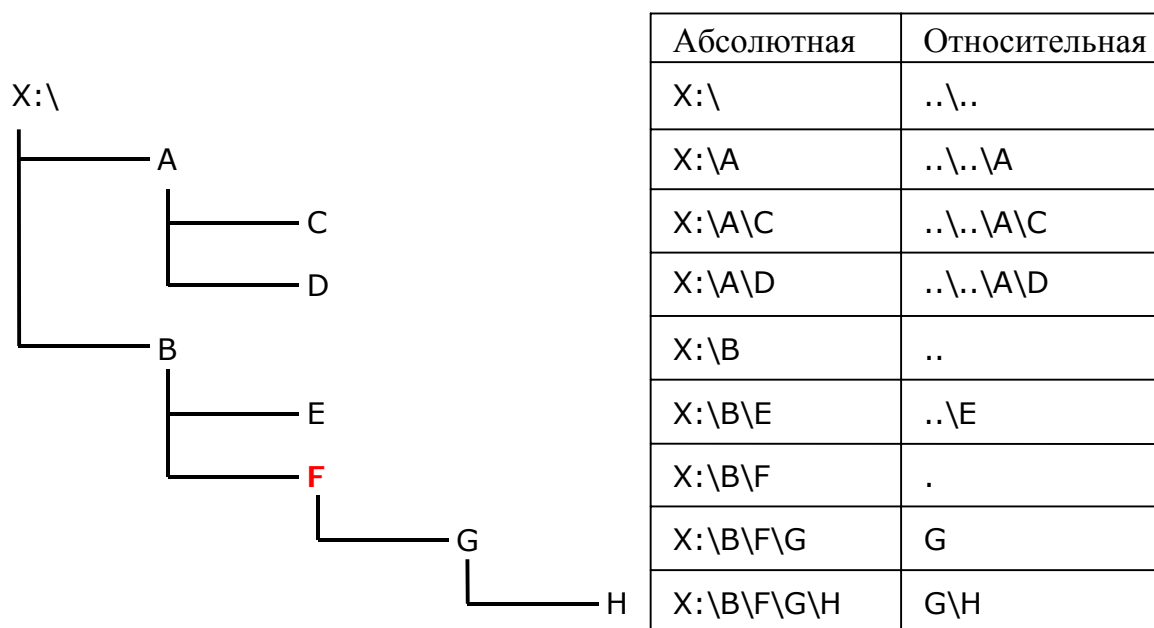 X:\
A
C
D
B
E
F
G
H
Абсолютная Относительная
X:\ ..\..
X:\A ..\..\A
X:\A\C ..\..\A\C
X:\A\D ..\..\A\D
X:\B ..
X:\B\E ..\E
X:\B\F .
X:\B\F\G G
X:\B\F\G\H G\H